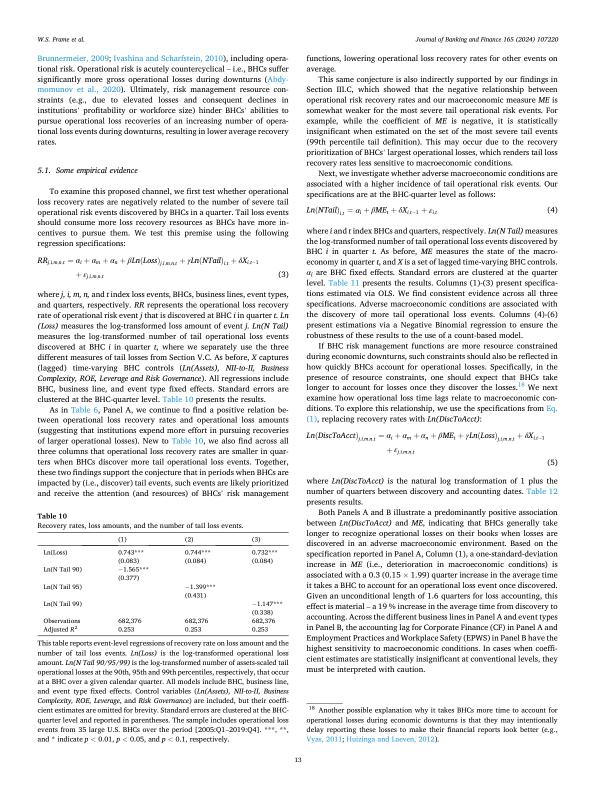 W.S. Frame et al.
Journal of Banking and Finance 165 (2024) 107220
Brunnermeier, 2009; Ivashina and Scharfstein, 2010), including opera-
tional risk. Operational risk is acutely countercyclical – i.e., BHCs suffer
significantly more gross operational losses during downturns (Abdy-
momunov et al., 2020). Ultimately, risk management resource con-
straints (e.g., due to elevated losses and consequent declines in
institutions' profitability or workforce size) hinder BHCs' abilities to
pursue operational loss recoveries of an increasing number of opera-
tional loss events during downturns, resulting in lower average recovery
rates.
5.1. Some empirical evidence
To examine this proposed channel, we first test whether operational
loss recovery rates are negatively related to the number of severe tail
operational risk events discovered by BHCs in a quarter. Tail loss events
should consume more loss recovery resources as BHCs have more in-
centives to pursue them. We test this premise using the following
regression specifications:
RR_{j,i,m,n,t} = α_i + α_m + α_n + βLn(Loss)_{j,i,m,n,t} + γLn(NTail)_{i,t} + δX_{i,t−1}
+ ε_{j,i,m,n,t} (3)
where j, i, m, n, and t index loss events, BHCs, business lines, event types,
and quarters, respectively. RR represents the operational loss recovery
rate of operational risk event j that is discovered at BHC i in quarter t. Ln
(Loss) measures the log-transformed loss amount of event j. Ln(N Tail)
measures the log-transformed number of operational tail loss events
discovered at BHC i in quarter t, where we separately use the three
different measures of tail losses from Section V.C. As before, X captures
(lagged) time-varying BHC controls (Ln(Assets), NII-to-II, Business
Complexity, ROE, Leverage and Risk Governance). All regressions include
BHC, business line, and event type fixed effects. Standard errors are
clustered at the BHC-quarter level. Table 10 presents the results.
As in Table 6, Panel A, we continue to find a positive relation be-
tween operational loss recovery rates and operational loss amounts
(suggesting that institutions expend more effort in pursuing recoveries
of larger operational losses). New to Table 10, we also find across all
three columns that operational loss recovery rates are smaller in quar-
ters when BHCs discover more tail operational loss events. Together,
these two findings support the conjecture that in periods when BHCs are
impacted by (i.e., discover) tail events, such events are likely prioritized
and receive the attention (and resources) of BHCs' risk management
Table 10
Recovery rates, loss amounts, and the number of tail loss events.
(1) (2) (3)
Ln(Loss) 0.743*** 0.744*** 0.732***
(0.083) (0.084) (0.084)
Ln(N Tail 90) −1.565***
(0.377)
Ln(N Tail 95) −1.399***
(0.431)
Ln(N Tail 99) −1.147***
(0.338)
Observations 682,376 682,376 682,376
Adjusted R² 0.253 0.253 0.253
This table reports event-level regressions of recovery rate on loss amount and the
number of tail loss events. Ln(Loss) is the log-transformed operational loss
amount. Ln(N Tail 90/95/99) is the log-transformed number of assets-scaled tail
operational losses at the 90th, 95th and 99th percentiles, respectively, that occur
at a BHC over a given calendar quarter. All models include BHC, business line,
and event type fixed effects. Control variables (Ln(Assets), NII-to-II, Business
Complexity, ROE, Leverage, and Risk Governance) are included, but their coeffi-
cient estimates are omitted for brevity. Standard errors are clustered at the BHC-
quarter level and reported in parentheses. The sample includes operational loss
events from 35 large U.S. BHCs over the period [2005:Q1–2019:Q4]. ***, **,
and * indicate p < 0.01, p < 0.05, and p < 0.1, respectively.
functions, lowering operational loss recovery rates for other events on
average.
This same conjecture is also indirectly supported by our findings in
Section III.C, which showed that the negative relationship between
operational risk recovery rates and our macroeconomic measure ME is
somewhat weaker for the most severe tail operational risk events. For
example, while the coefficient of ME is negative, it is statistically
insignificant when estimated on the set of the most severe tail events
(99th percentile tail definition). This may occur due to the recovery
prioritization of BHCs' largest operational losses, which renders tail loss
recovery rates less sensitive to macroeconomic conditions.
Next, we investigate whether adverse macroeconomic conditions are
associated with a higher incidence of tail operational risk events. Our
specifications are at the BHC-quarter level as follows:
Ln(NTail)_{i,t} = α_i + βME_t + δX_{i,t−1} + ε_{i,t} (4)
where i and t index BHCs and quarters, respectively. Ln(N Tail) measures
the log-transformed number of tail operational loss events discovered by
BHC i in quarter t. As before, ME measures the state of the macro-
economy in quarter t, and X is a set of lagged time-varying BHC controls.
α_i are BHC fixed effects. Standard errors are clustered at the quarter
level. Table 11 presents the results. Columns (1)-(3) present specifica-
tions estimated via OLS. We find consistent evidence across all three
specifications. Adverse macroeconomic conditions are associated with
the discovery of more tail operational loss events. Columns (4)-(6)
present estimations via a Negative Binomial regression to ensure the
robustness of these results to the use of a count-based model.
If BHC risk management functions are more resource constrained
during economic downturns, such constraints should also be reflected in
how quickly BHCs account for operational losses. Specifically, in the
presence of resource constraints, one should expect that BHCs take
longer to account for losses once they discover the losses.¹⁸ We next
examine how operational loss time lags relate to macroeconomic con-
ditions. To explore this relationship, we use the specifications from Eq.
(1), replacing recovery rates with Ln(DiscToAcct):
Ln(DiscToAcct)_{j,i,m,n,t} = α_i + α_m + α_n + βME_t + γLn(Loss)_{j,i,m,n,t} + δX_{i,t−1}
+ ε_{j,i,m,n,t}
(5)
where Ln(DiscToAcct) is the natural log transformation of 1 plus the
number of quarters between discovery and accounting dates. Table 12
presents results.
Both Panels A and B illustrate a predominantly positive association
between Ln(DiscToAcct) and ME, indicating that BHCs generally take
longer to recognize operational losses on their books when losses are
discovered in an adverse macroeconomic environment. Based on the
specification reported in Panel A, Column (1), a one-standard-deviation
increase in ME (i.e., deterioration in macroeconomic conditions) is
associated with a 0.3 (0.15 × 1.99) quarter increase in the average time
it takes a BHC to account for an operational loss event once discovered.
Given an unconditional length of 1.6 quarters for loss accounting, this
effect is material – a 19 % increase in the average time from discovery to
accounting. Across the different business lines in Panel A and event types
in Panel B, the accounting lag for Corporate Finance (CF) in Panel A and
Employment Practices and Workplace Safety (EPWS) in Panel B have the
highest sensitivity to macroeconomic conditions. In cases when coeffi-
cient estimates are statistically insignificant at conventional levels, they
must be interpreted with caution.
¹⁸ Another possible explanation why it takes BHCs more time to account for
operational losses during economic downturns is that they may intentionally
delay reporting these losses to make their financial reports look better (e.g.,
Vyas, 2011; Huizinga and Laeven, 2012).
13